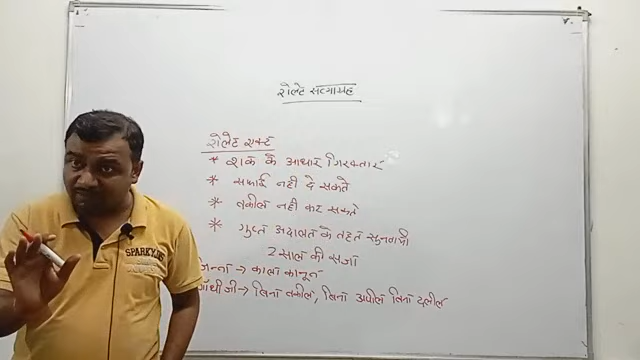 रोलेट सत्याग्रह
रोलेट एक्ट
* शक के आधार गिरफ्तार
* सफाई नही दे सकते
* वकील नही कर सकते
* गुप्त अदालत के तहत सुनवायी
2 साल की सजा
जिन्ना → काला कानून
गाँधी जी → बिना वकील, बिना अपील बिना दलील
SPARKYJNS